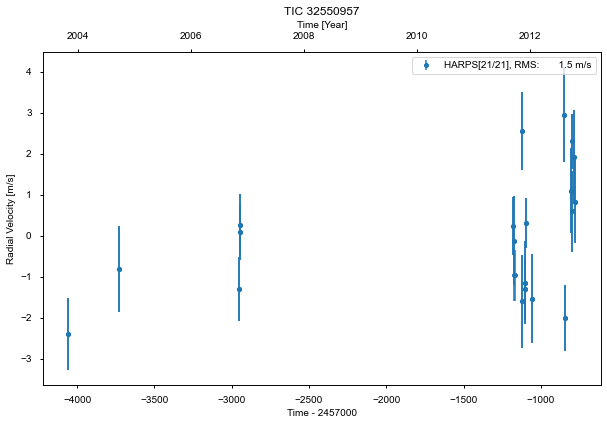 TIC 32550957
Time [Year]
2004 2006 2008 2010 2012
HARPS[21/21], RMS: 1.5 m/s
4
3
2
1
0
−1
−2
−3
Radial Velocity [m/s]
−4000 −3500 −3000 −2500 −2000 −1500 −1000
Time - 2457000